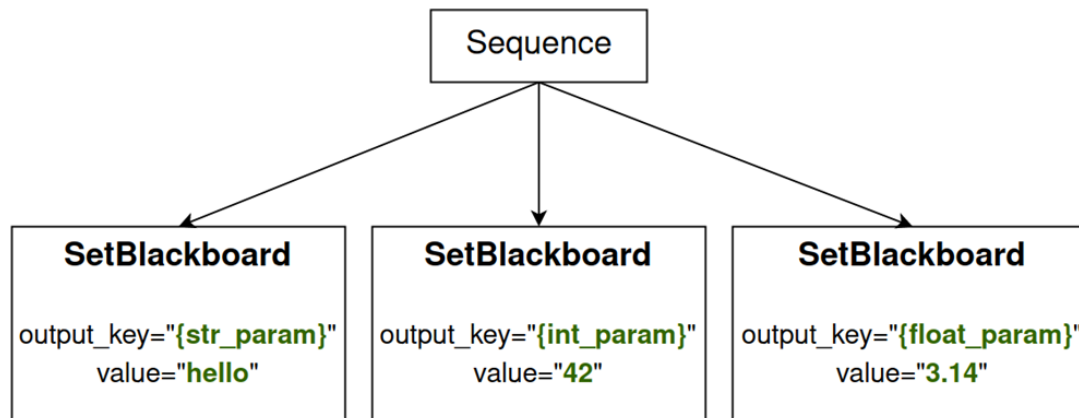 Sequence
SetBlackboard
output_key="{str_param}"
value="hello"
SetBlackboard
output_key="{int_param}"
value="42"
SetBlackboard
output_key="{float_param}"
value="3.14"